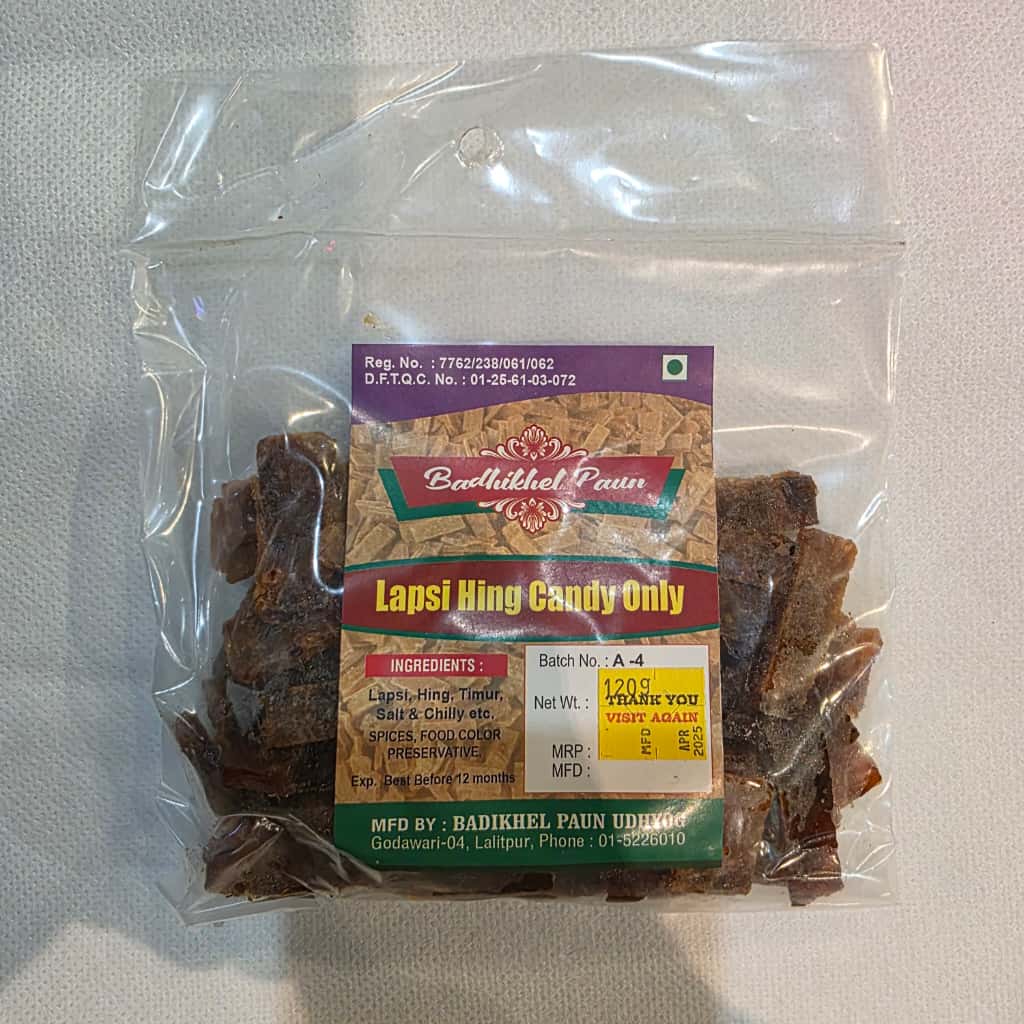 Reg. No. : 7762/238/061/062
D.F.T.Q.C. No. : 01-25-61-03-072
Badhikhel Paun
Lapsi Hing Candy Only
INGREDIENTS :
Lapsi, Hing, Timur,
Salt & Chilly etc.
SPICES, FOOD COLOR
PRESERVATIVE.
Exp. Best Before 12 months
Batch No. : A -4
Net Wt. :
120g
THANK YOU
VISIT AGAIN
MFD APR 2025
MRP :
MFD :
MFD BY : BADIKHEL PAUN UDHYOG
Godawari-04, Lalitpur, Phone : 01-5226010